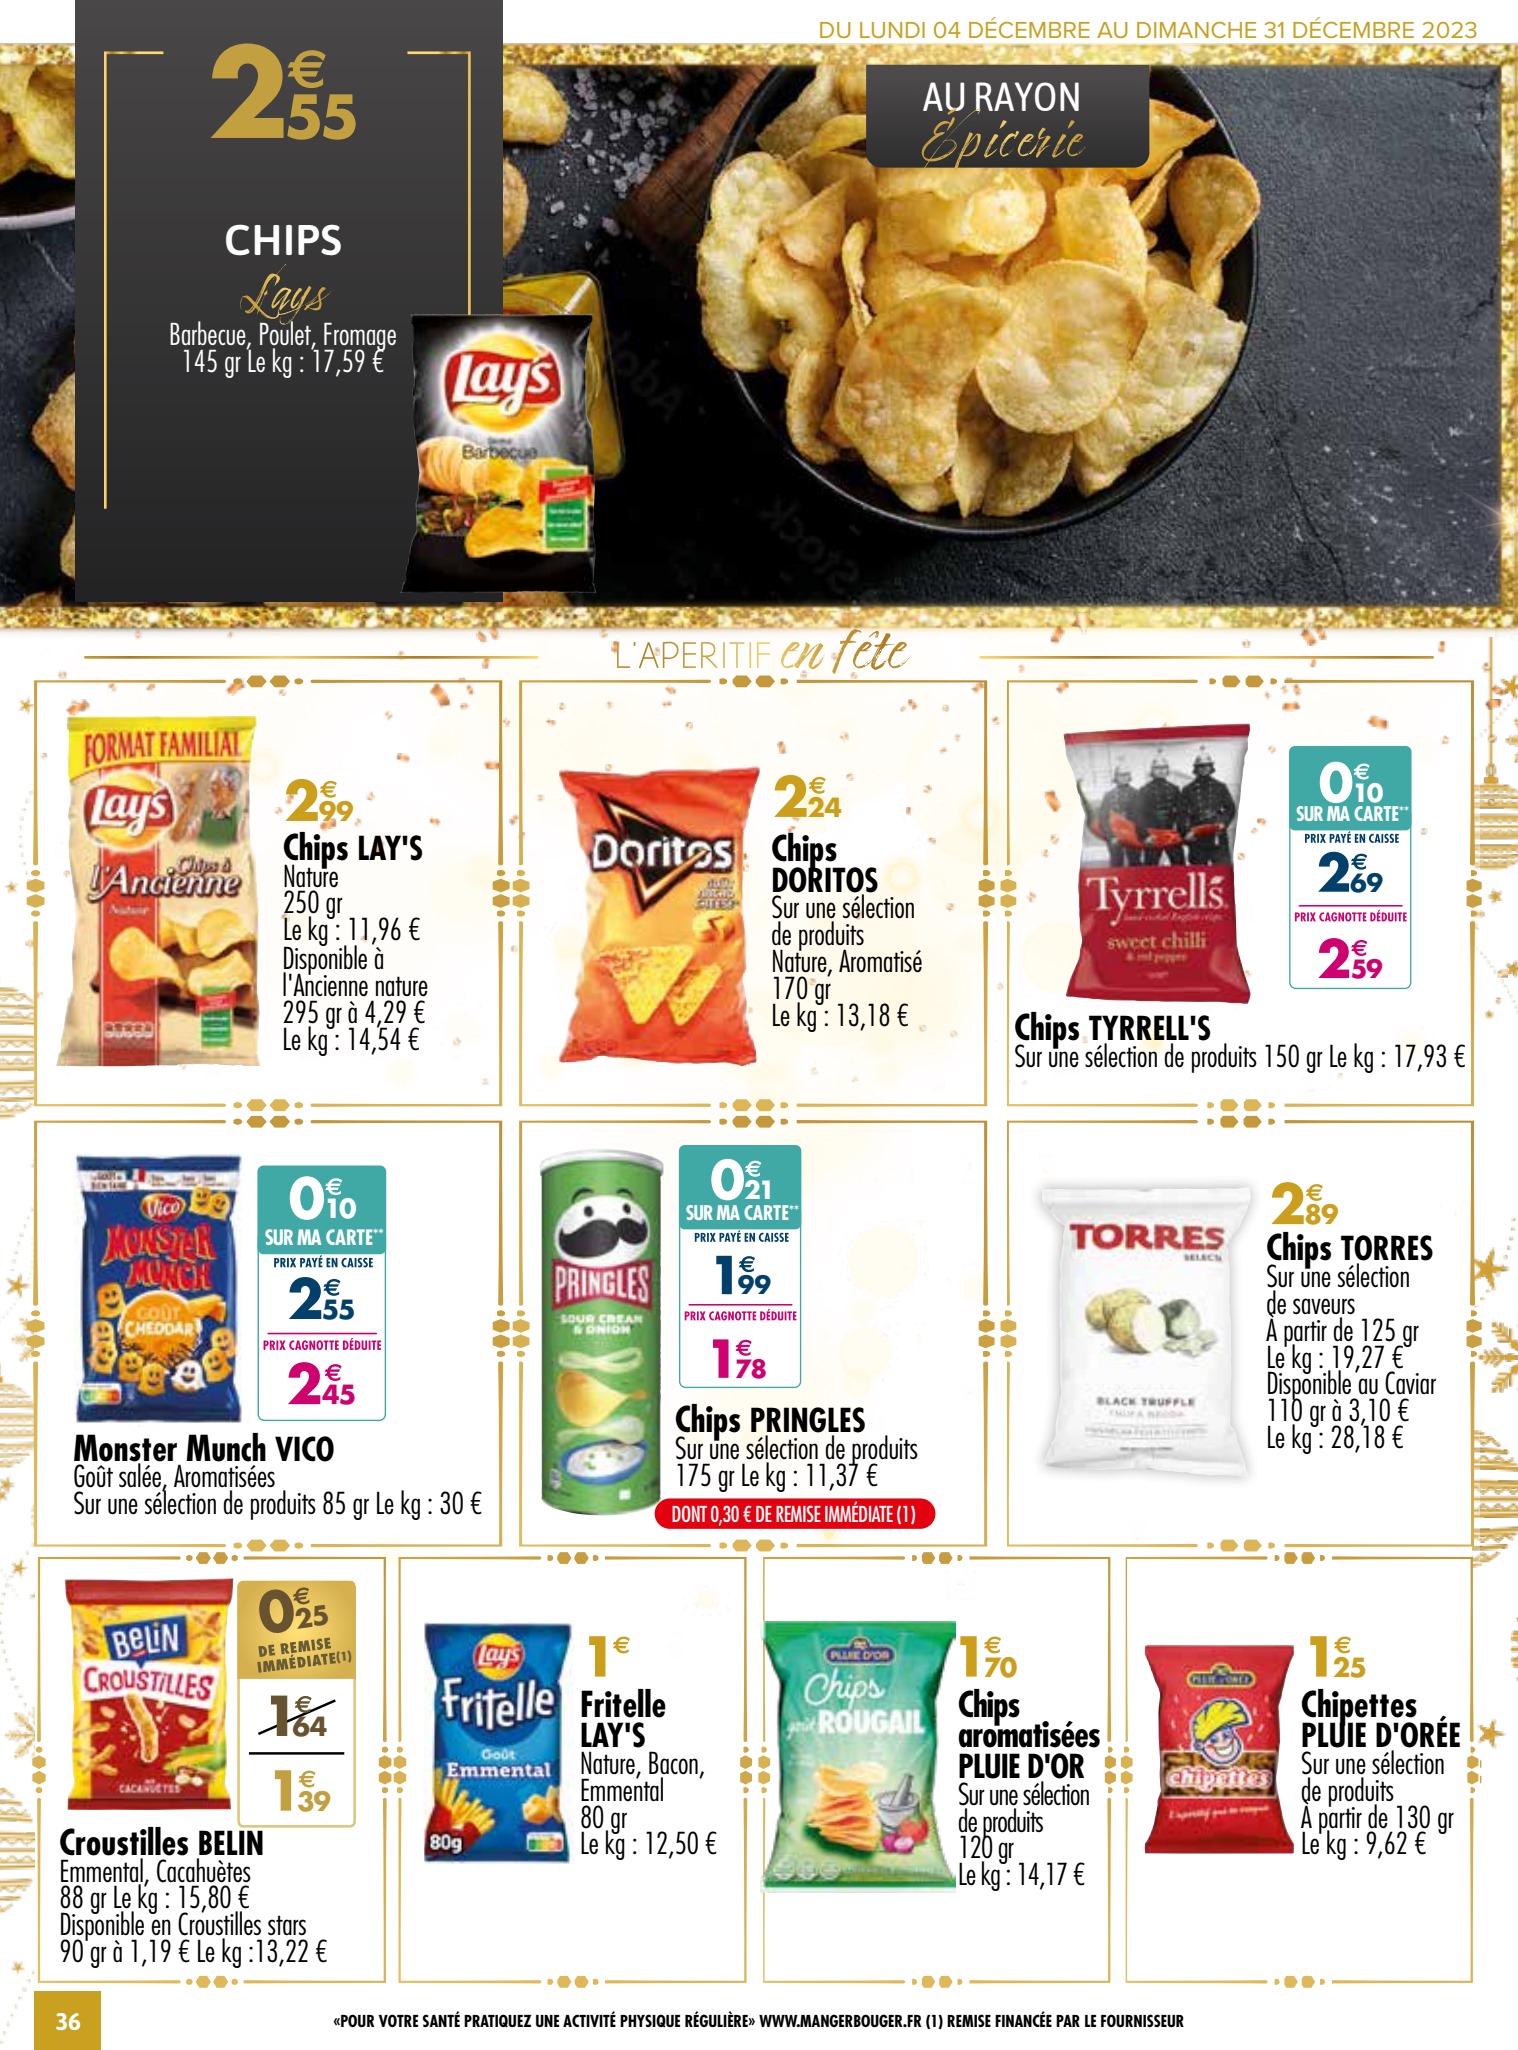 DU LUNDI 04 DÉCEMBRE AU DIMANCHE 31 DÉCEMBRE 2023
AU RAYON
Épicerie
2€55
CHIPS
Lays
Barbecue, Poulet, Fromage
145 gr Le kg : 17,59 €
Lay's
Barbecue
L'APERITIF en fête
FORMAT FAMILIAL
Lay's
Chips à
l'Ancienne
Nature
2€99
Chips LAY'S
Nature
250 gr
Le kg : 11,96 €
Disponible à
l'Ancienne nature
295 gr à 4,29 €
Le kg : 14,54 €
Doritos
2€24
Chips
DORITOS
Sur une sélection
de produits
Nature, Aromatisé
170 gr
Le kg : 13,18 €
Tyrrell's
sweet chilli
& red pepper
0€10
SUR MA CARTE**
PRIX PAYÉ EN CAISSE
2€69
PRIX CAGNOTTE DÉDUITE
2€59
Chips TYRRELL'S
Sur une sélection de produits 150 gr Le kg : 17,93 €
Vico
MONSTER
MUNCH
GOÛT
CHEDDAR
0€10
SUR MA CARTE**
PRIX PAYÉ EN CAISSE
2€55
PRIX CAGNOTTE DÉDUITE
2€45
Monster Munch VICO
Goût salée, Aromatisées
Sur une sélection de produits 85 gr Le kg : 30 €
PRINGLES
SOUR CREAM
& ONION
0€21
SUR MA CARTE**
PRIX PAYÉ EN CAISSE
1€99
PRIX CAGNOTTE DÉDUITE
1€78
Chips PRINGLES
Sur une sélection de produits
175 gr Le kg : 11,37 €
DONT 0,30 € DE REMISE IMMÉDIATE (1)
TORRES
SELECTA
BLACK TRUFFLE
2€89
Chips TORRES
Sur une sélection
de saveurs
À partir de 125 gr
Le kg : 19,27 €
Disponible au Caviar
110 gr à 3,10 €
Le kg : 28,18 €
BELIN
CROUSTILLES
CACAHUÈTES
0€25
DE REMISE
IMMÉDIATE(1)
1€64
1€39
Croustilles BELIN
Emmental, Cacahuètes
88 gr Le kg : 15,80 €
Disponible en Croustilles stars
90 gr à 1,19 € Le kg :13,22 €
Lay's
Fritelle
Goût
Emmental
80g
1€
Fritelle
LAY'S
Nature, Bacon,
Emmental
80 gr
Le kg : 12,50 €
PLUIE D'OR
Chips
goût ROUGAIL
1€70
Chips
aromatisées
PLUIE D'OR
Sur une sélection
de produits
120 gr
Le kg : 14,17 €
chipettes
1€25
Chipettes
PLUIE D'ORÉE
Sur une sélection
de produits
À partir de 130 gr
Le kg : 9,62 €
36
«POUR VOTRE SANTÉ PRATIQUEZ UNE ACTIVITÉ PHYSIQUE RÉGULIÈRE» WWW.MANGERBOUGER.FR (1) REMISE FINANCÉE PAR LE FOURNISSEUR